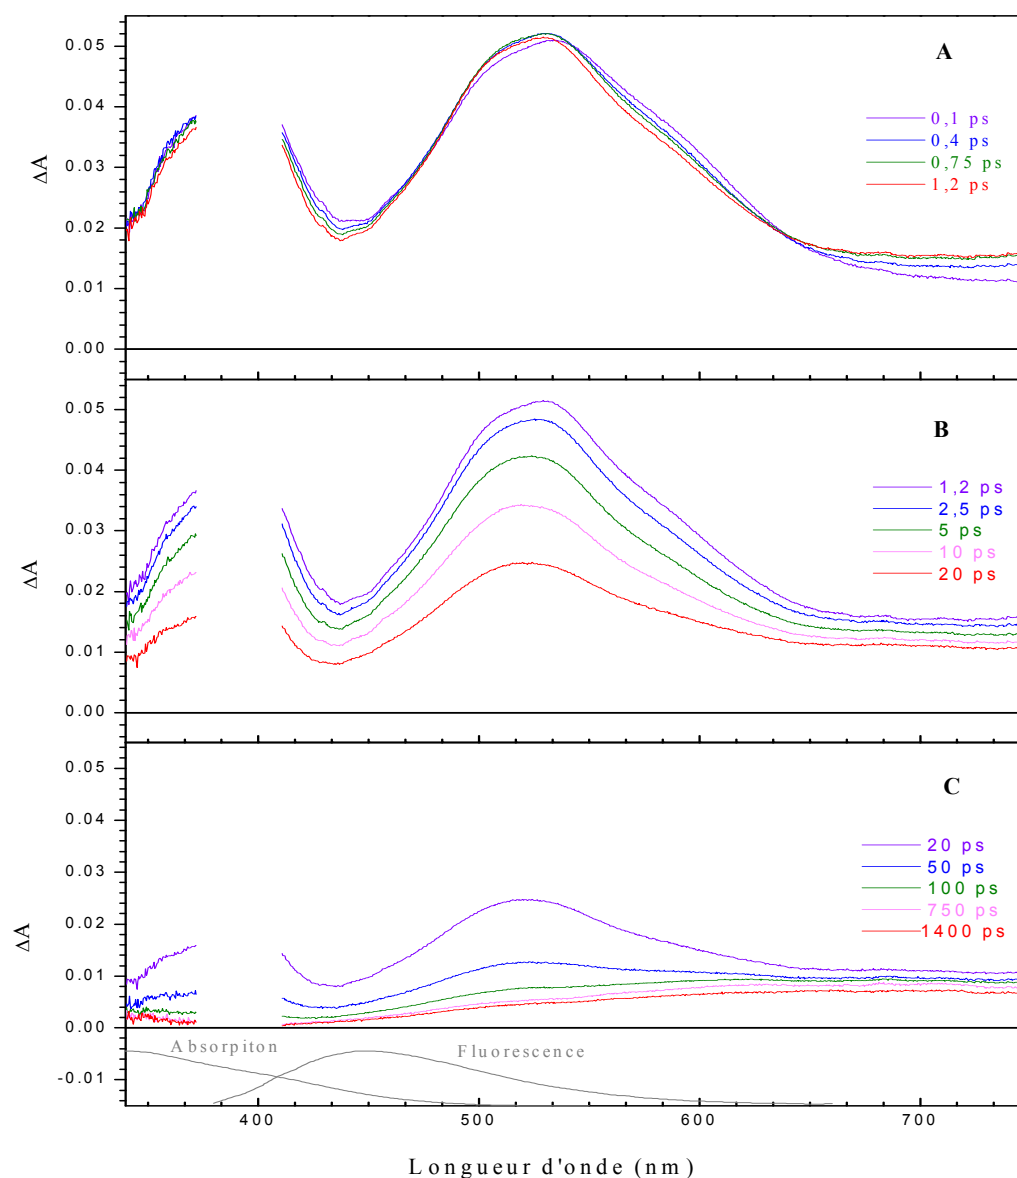 A
0.05
0.04
0.03
0.02
0.01
0.00
ΔA
0,1 ps
0,4 ps
0,75 ps
1,2 ps
B
0.05
0.04
0.03
0.02
0.01
0.00
ΔA
1,2 ps
2,5 ps
5 ps
10 ps
20 ps
C
0.05
0.04
0.03
0.02
0.01
0.00
-0.01
ΔA
20 ps
50 ps
100 ps
750 ps
1400 ps
Absorpiton
Fluorescence
400 500 600 700
Longueur d'onde (nm)